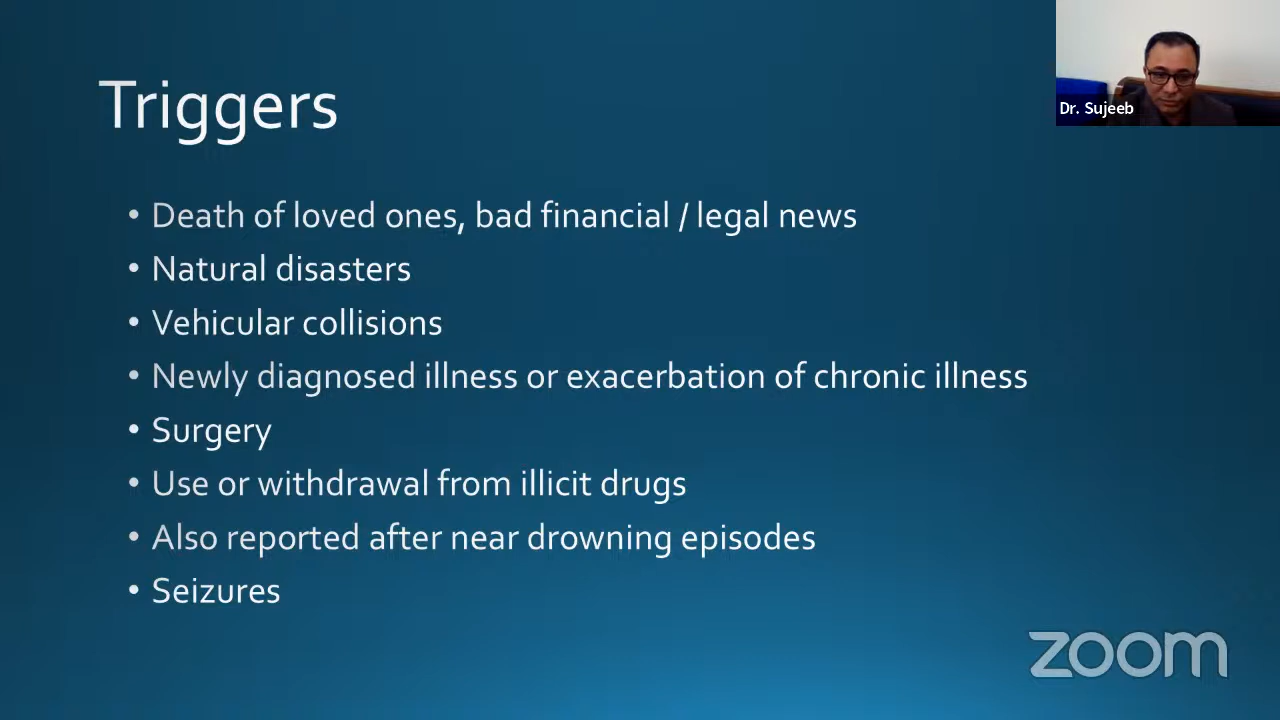 Triggers
Dr. Sujeeb
• Death of loved ones, bad financial / legal news
• Natural disasters
• Vehicular collisions
• Newly diagnosed illness or exacerbation of chronic illness
• Surgery
• Use or withdrawal from illicit drugs
• Also reported after near drowning episodes
• Seizures
zoom